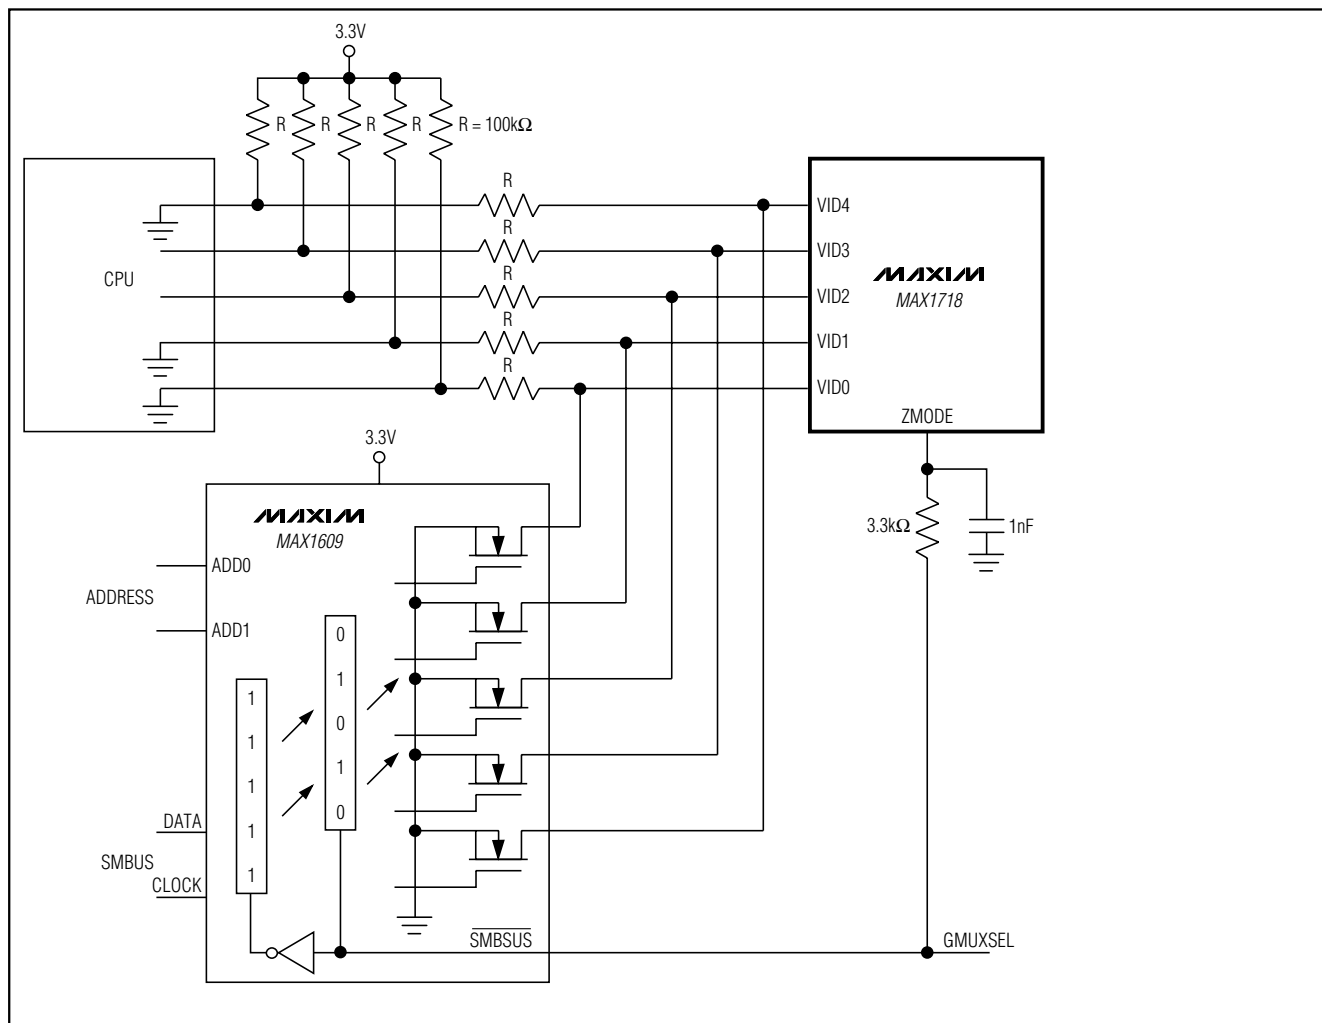 3.3V
R R R R R = 100kΩ
R
VID4
R
VID3
CPU
MAXIM
R
MAX1718
VID2
R
VID1
R
VID0
ZMODE
3.3V
MAXIM
MAX1609
3.3kΩ
1nF
ADD0
ADDRESS
ADD1
0
1
0
1
0
1
1
1
1
1
DATA
SMBUS
CLOCK
SMBSUS
GMUXSEL